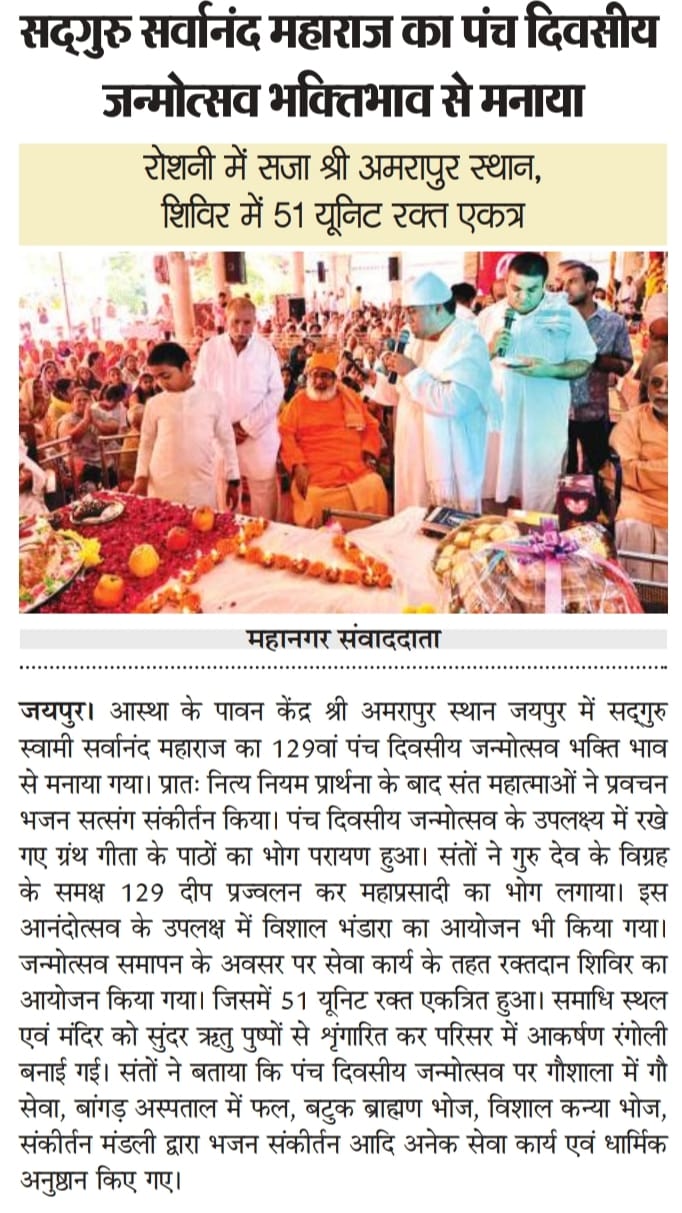 सद्गुरु सर्वानंद महाराज का पंच दिवसीय
जन्मोत्सव भक्तिभाव से मनाया
रोशनी में सजा श्री अमरापुर स्थान,
शिविर में 51 यूनिट रक्त एकत्र
महानगर संवाददाता
जयपुर। आस्था के पावन केंद्र श्री अमरापुर स्थान जयपुर में सद्गुरु
स्वामी सर्वानंद महाराज का 129वां पंच दिवसीय जन्मोत्सव भक्ति भाव
से मनाया गया। प्रातः नित्य नियम प्रार्थना के बाद संत महात्माओं ने प्रवचन
भजन सत्संग संकीर्तन किया। पंच दिवसीय जन्मोत्सव के उपलक्ष्य में रखे
गए ग्रंथ गीता के पाठों का भोग परायण हुआ। संतों ने गुरु देव के विग्रह
के समक्ष 129 दीप प्रज्वलन कर महाप्रसादी का भोग लगाया। इस
आनंदोत्सव के उपलक्ष में विशाल भंडारा का आयोजन भी किया गया।
जन्मोत्सव समापन के अवसर पर सेवा कार्य के तहत रक्तदान शिविर का
आयोजन किया गया। जिसमें 51 यूनिट रक्त एकत्रित हुआ। समाधि स्थल
एवं मंदिर को सुंदर ऋतु पुष्पों से श्रृंगारित कर परिसर में आकर्षण रंगोली
बनाई गई। संतों ने बताया कि पंच दिवसीय जन्मोत्सव पर गौशाला में गौ
सेवा, बांगड़ अस्पताल में फल, बटुक ब्राह्मण भोज, विशाल कन्या भोज,
संकीर्तन मंडली द्वारा भजन संकीर्तन आदि अनेक सेवा कार्य एवं धार्मिक
अनुष्ठान किए गए।